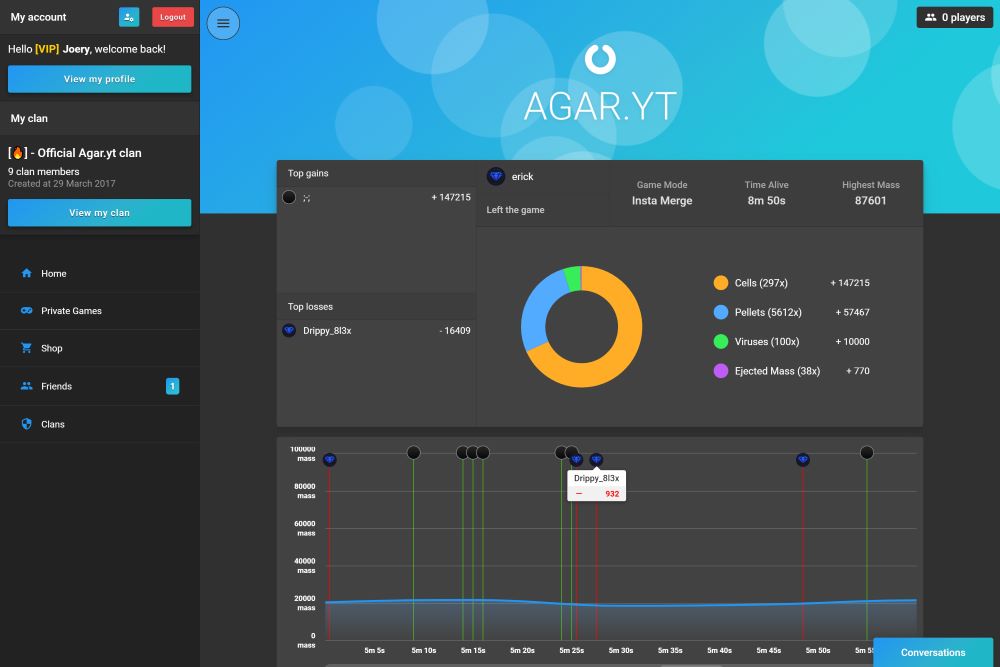 My account
Logout
Hello [VIP] Joery, welcome back!
View my profile
My clan
[🔥] - Official Agar.yt clan
9 clan members
Created at 29 March 2017
View my clan
Home
Private Games
Shop
Friends
1
Clans
0 players
AGAR.YT
Top gains
;';
+ 147215
Top losses
Drippy_8l3x
- 16409
erick
Left the game
Game Mode
Insta Merge
Time Alive
8m 50s
Highest Mass
87601
Cells (297x)
+ 147215
Pellets (5612x)
+ 57467
Viruses (100x)
+ 10000
Ejected Mass (38x)
+ 770
100000
mass
80000
mass
60000
mass
40000
mass
20000
mass
0
mass
Drippy_8l3x
— 932
5m 5s
5m 10s
5m 15s
5m 20s
5m 25s
5m 30s
5m 35s
5m 40s
5m 45s
5m 50s
Conversations